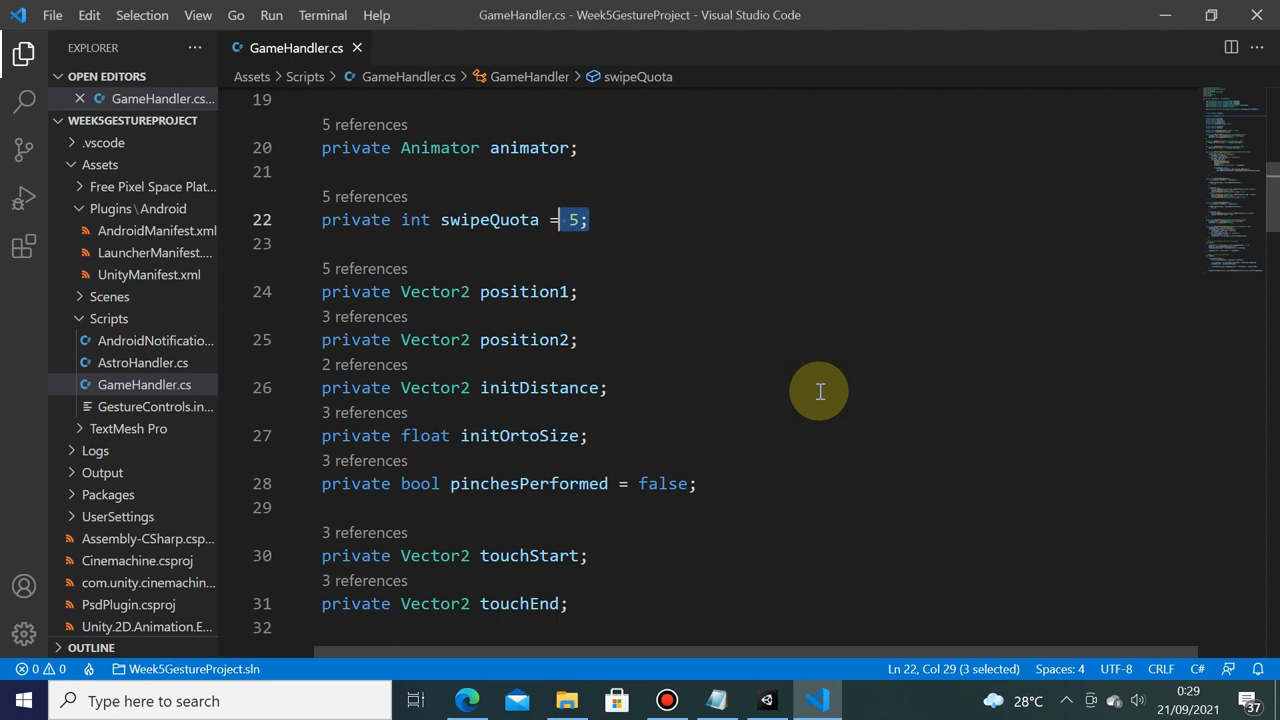 File Edit Selection View Go Run Terminal Help GameHandler.cs - Week5GestureProject - Visual Studio Code
EXPLORER
OPEN EDITORS
GameHandler.cs...
WEEK5GESTUREPROJECT
.vscode
Assets
Free Pixel Space Plat...
Plugins\Android
AndroidManifest.xml
LauncherManifest....
UnityManifest.xml
Scenes
Scripts
AndroidNotificatio...
AstroHandler.cs
GameHandler.cs
GestureControls.in...
TextMesh Pro
Logs
Output
Packages
UserSettings
Assembly-CSharp.csp...
Cinemachine.csproj
com.unity.cinemachin...
PsdPlugin.csproj
Unity.2D.Animation.E...
OUTLINE
GameHandler.cs
Assets > Scripts > GameHandler.cs > GameHandler > swipeQuota
19
5 references
20 private Animator animator;
21
5 references
22 private int swipeQuota = 5;
23
5 references
24 private Vector2 position1;
3 references
25 private Vector2 position2;
2 references
26 private Vector2 initDistance;
3 references
27 private float initOrtoSize;
3 references
28 private bool pinchesPerformed = false;
29
3 references
30 private Vector2 touchStart;
3 references
31 private Vector2 touchEnd;
32
0 0 Week5GestureProject.sln Ln 22, Col 29 (3 selected) Spaces: 4 UTF-8 CRLF C#
Type here to search 28°C 0:29
21/09/2021
37